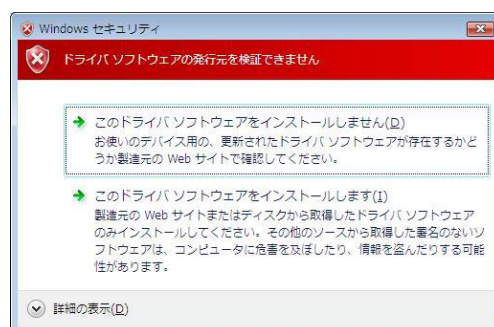 Windows セキュリティ
ドライバ ソフトウェアの発行元を検証できません
このドライバ ソフトウェアをインストールしません(D)
お使いのデバイス用の、更新されたドライバ ソフトウェアが存在するかど
うか製造元の Web サイトで確認してください。
このドライバ ソフトウェアをインストールします(I)
製造元の Web サイトまたはディスクから取得したドライバ ソフトウェア
のみインストールしてください。その他のソースから取得した署名のないソ
フトウェアは、コンピュータに危害を及ぼしたり、情報を盗んだりする可能
性があります。
詳細の表示(D)